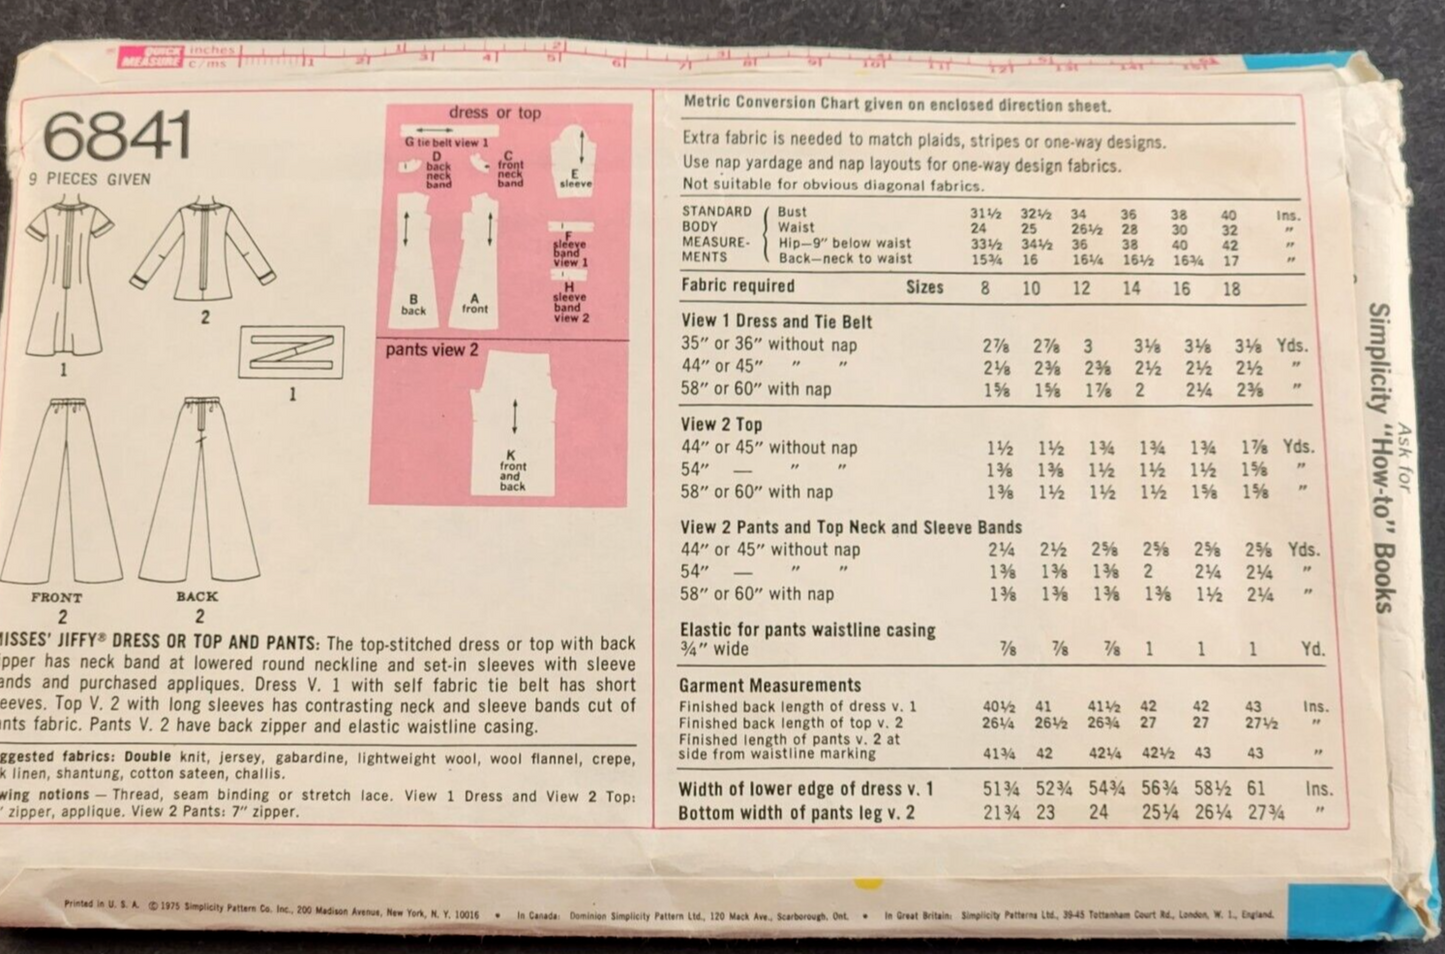 QUICK MEASURE inches
c/ms
6841
9 PIECES GIVEN
1
2
1
FRONT
2
BACK
2
dress or top
G tie belt view 1
D back neck band
C front neck band
E sleeve
F sleeve band view 1
H sleeve band view 2
B back
A front
pants view 2
K front and back
ISSES' JIFFY® DRESS OR TOP AND PANTS: The top-stitched dress or top with back
pper has neck band at lowered round neckline and set-in sleeves with sleeve
ands and purchased appliques. Dress V. 1 with self fabric tie belt has short
eeves. Top V. 2 with long sleeves has contrasting neck and sleeve bands cut of
nts fabric. Pants V. 2 have back zipper and elastic waistline casing.
ggested fabrics: Double knit, jersey, gabardine, lightweight wool, wool flannel, crepe,
k linen, shantung, cotton sateen, challis.
wing notions — Thread, seam binding or stretch lace. View 1 Dress and View 2 Top:
" zipper, applique. View 2 Pants: 7" zipper.
Metric Conversion Chart given on enclosed direction sheet.
Extra fabric is needed to match plaids, stripes or one-way designs.
Use nap yardage and nap layouts for one-way design fabrics.
Not suitable for obvious diagonal fabrics.
STANDARD BODY MEASURE-MENTS
Bust 31½ 32½ 34 36 38 40 Ins.
Waist 24 25 26½ 28 30 32 "
Hip—9" below waist 33½ 34½ 36 38 40 42 "
Back—neck to waist 15¾ 16 16¼ 16½ 16¾ 17 "
Fabric required Sizes 8 10 12 14 16 18
View 1 Dress and Tie Belt
35" or 36" without nap 2⅞ 2⅞ 3 3⅛ 3⅛ 3⅛ Yds.
44" or 45" " " 2⅛ 2⅜ 2⅜ 2½ 2½ 2½ "
58" or 60" with nap 1⅝ 1⅝ 1⅞ 2 2¼ 2⅜ "
View 2 Top
44" or 45" without nap 1½ 1½ 1¾ 1¾ 1¾ 1⅞ Yds.
54" — " " 1⅜ 1⅜ 1½ 1½ 1½ 1⅝ "
58" or 60" with nap 1⅜ 1½ 1½ 1½ 1⅝ 1⅝ "
View 2 Pants and Top Neck and Sleeve Bands
44" or 45" without nap 2¼ 2½ 2⅝ 2⅝ 2⅝ 2⅝ Yds.
54" — " " 1⅜ 1⅜ 1⅜ 2 2¼ 2¼ "
58" or 60" with nap 1⅜ 1⅜ 1⅜ 1⅜ 1½ 2¼ "
Elastic for pants waistline casing
¾" wide ⅞ ⅞ ⅞ 1 1 1 Yd.
Garment Measurements
Finished back length of dress v. 1 40½ 41 41½ 42 42 43 Ins.
Finished back length of top v. 2 26¼ 26½ 26¾ 27 27 27½ "
Finished length of pants v. 2 at
side from waistline marking 41¾ 42 42¼ 42½ 43 43 "
Width of lower edge of dress v. 1 51¾ 52¾ 54¾ 56¾ 58½ 61 Ins.
Bottom width of pants leg v. 2 21¾ 23 24 25¼ 26¼ 27¾ "
Ask for
Simplicity "How-to" Books
Printed in U. S. A. © 1975 Simplicity Pattern Co. Inc., 200 Madison Avenue, New York, N. Y. 10016 • In Canada: Dominion Simplicity Pattern Ltd., 120 Mack Ave., Scarborough, Ont. • In Great Britain: Simplicity Patterns Ltd., 39-45 Tottenham Court Rd., London, W. 1., England.